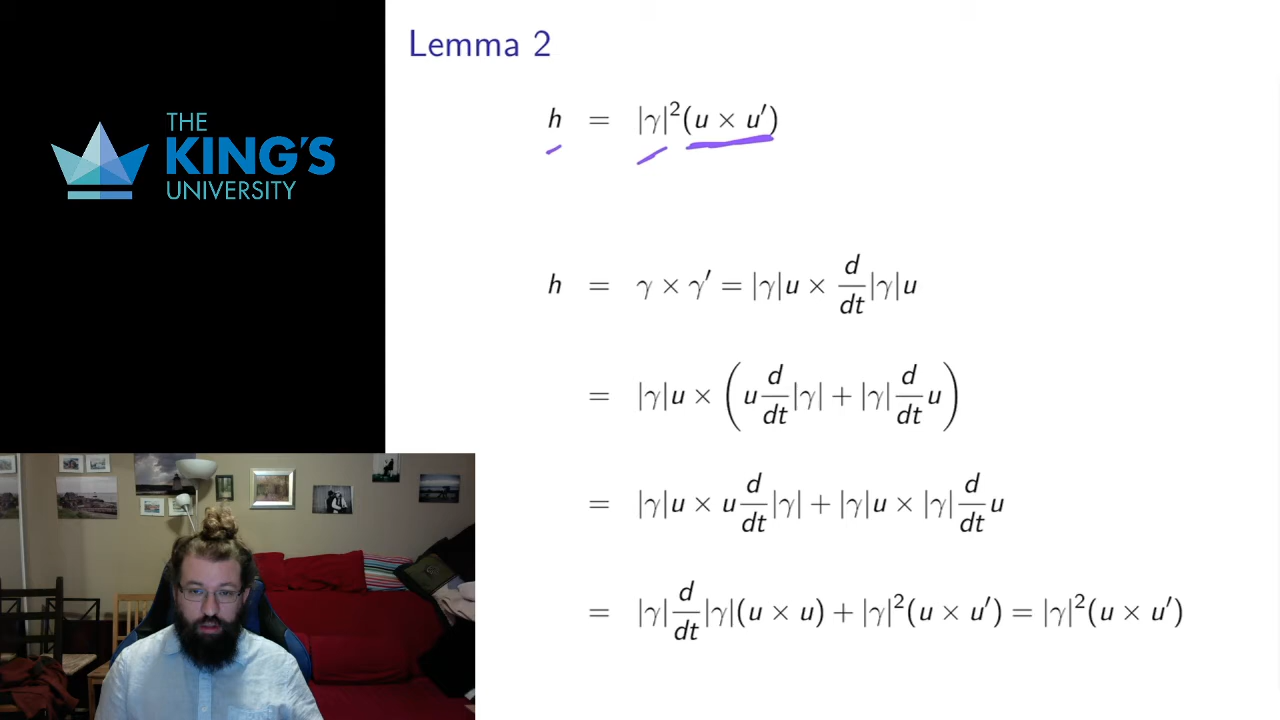 THE
KING'S
UNIVERSITY
Lemma 2
h = |γ|²(u × u′)
h = γ × γ′ = |γ|u × d/dt |γ|u
= |γ|u × (u d/dt |γ| + |γ| d/dt u)
= |γ|u × u d/dt |γ| + |γ|u × |γ| d/dt u
= |γ| d/dt |γ|(u × u) + |γ|²(u × u′) = |γ|²(u × u′)